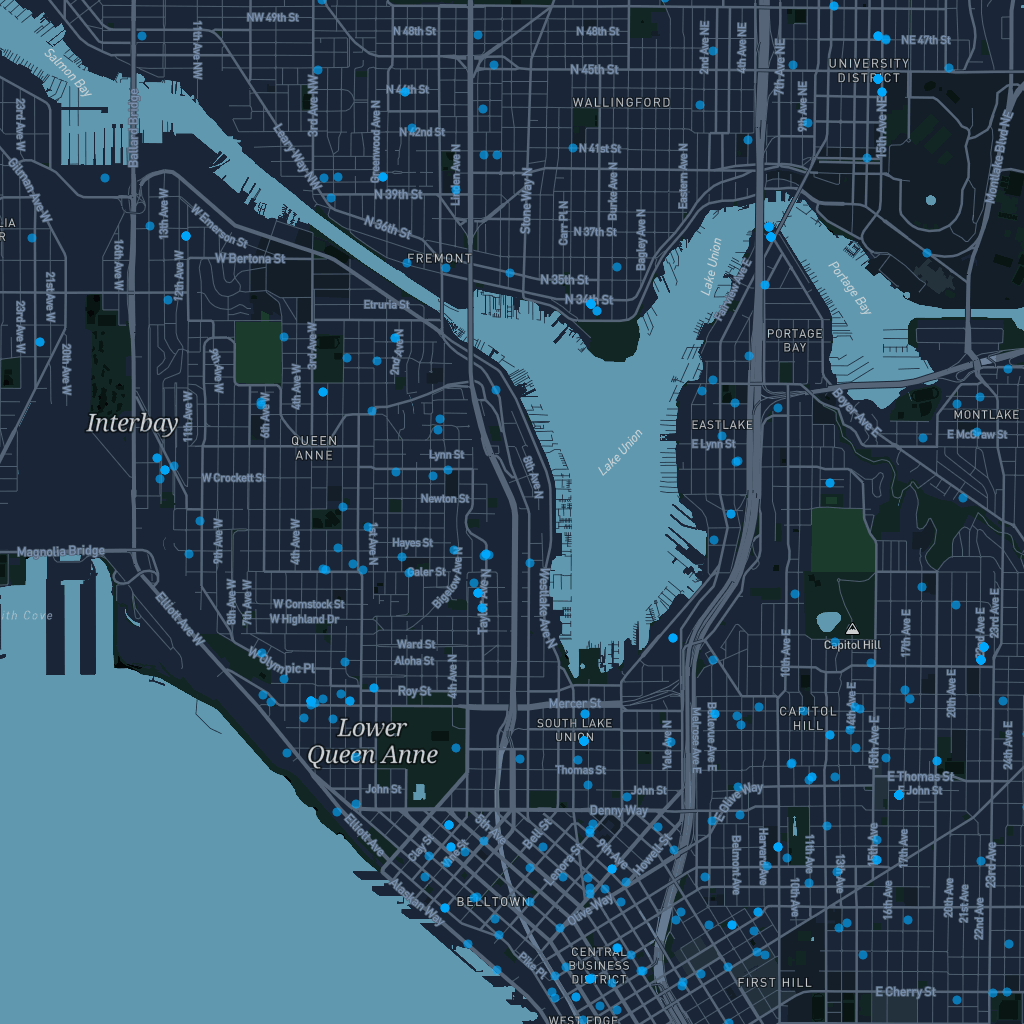 NW 49th St
N 48th St
N 48th St
11th Ave NW
2nd Ave NE
4th Ave NE
NE 47th St
Salmon Bay
N 45th St
7th Ave NE
UNIVERSITY
DISTRICT
3rd Ave NW
N 44th St
WALLINGFORD
9th Ave NE
15th Ave NE
23rd Ave W
Ballard Bridge
Leary Way NW
Greenwood Ave N
N 42nd St
N 41st St
Montlake Blvd NE
Gilman Ave W
Linden Ave N
Stone Way N
Burke Ave N
Eastern Ave N
N 39th St
13th Ave W
W Emerson St
N 36th St
Carr Pl N
N 37th St
Bagley Ave N
16th Ave W
W Bertona St
FREMONT
Lake Union
Portage Bay
12th Ave W
N 35th St
Fairview Ave E
21st Ave W
23rd Ave W
Etruria St
N 34th St
PORTAGE
BAY
20th Ave W
9th Ave W
3rd Ave W
2nd Ave N
4th Ave W
6th Ave W
11th Ave W
Interbay
QUEEN
ANNE
EASTLAKE
Boyer Ave E
MONTLAKE
E McGraw St
E Lynn St
Lake Union
Lynn St
8th Ave N
W Crockett St
Newton St
9th Ave W
4th Ave W
1st Ave N
Hayes St
Magnolia Bridge
Galer St
Bigelow Ave N
Taylor Ave N
Westlake Ave N
8th Ave W
7th Ave W
Elliott Ave W
W Comstock St
W Highland Dr
17th Ave E
22nd Ave E
23rd Ave E
10th Ave E
Capitol Hill
Ward St
Aloha St
W Olympic Pl
4th Ave N
Roy St
20th Ave E
Mercer St
14th Ave E
CAPITOL
HILL
Lower
Queen Anne
SOUTH LAKE
UNION
Yale Ave N
Melrose Ave E
Bellevue Ave E
15th Ave E
24th Ave E
Thomas St
E Thomas St
John St
John St
E John St
E Olive Way
Denny Way
Elliott Ave
5th Ave
Bell St
Clay St
Vine St
9th Ave
Lenora St
Howell St
Belmont Ave
Harvard Ave
11th Ave
13th Ave
15th Ave
17th Ave
23rd Ave
10th Ave
16th Ave
20th Ave
21st Ave
22nd Ave
Alaskan Way
BELLTOWN
Olive Way
Pike Pl
CENTRAL
BUSINESS
DISTRICT
FIRST HILL
E Cherry St
WEST EDGE